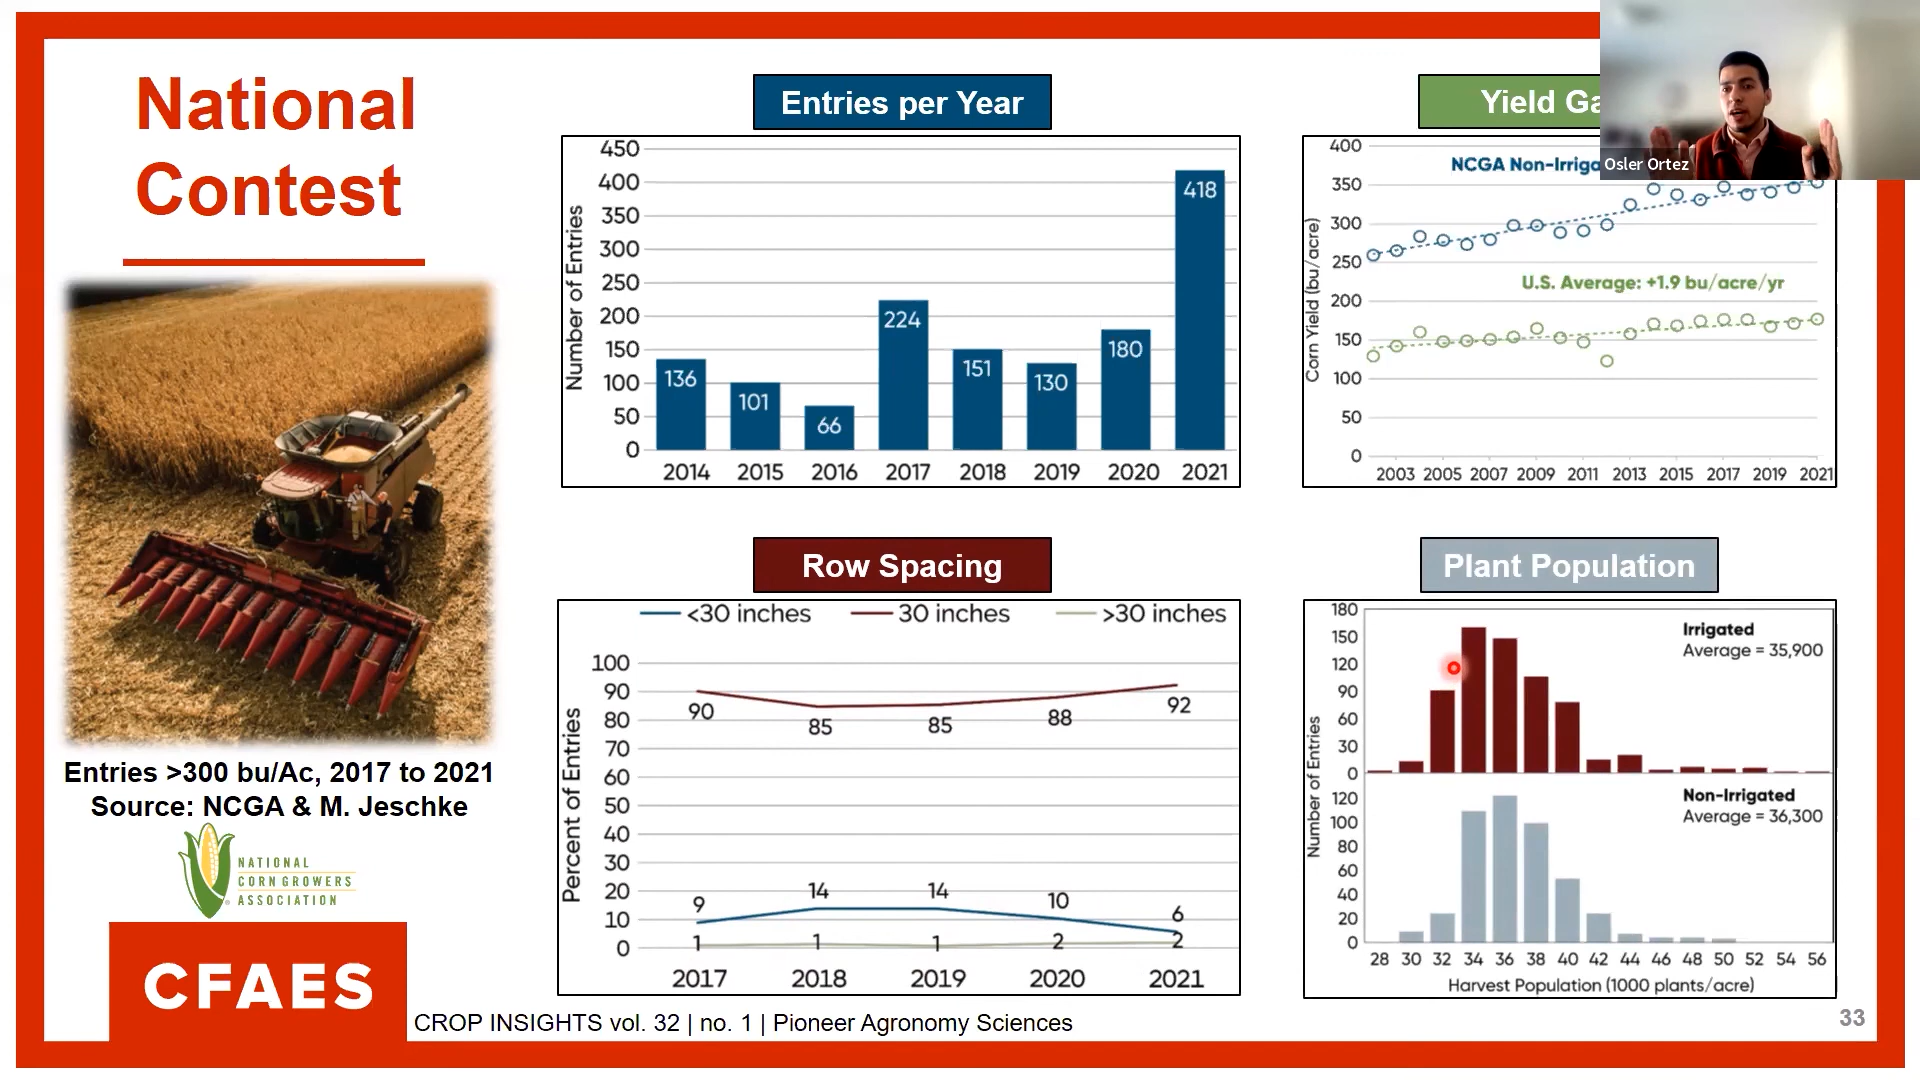 National
Contest
Entries >300 bu/Ac, 2017 to 2021
Source: NCGA & M. Jeschke
NATIONAL
CORN GROWERS
ASSOCIATION
CFAES
CROP INSIGHTS vol. 32 | no. 1 | Pioneer Agronomy Sciences
33
Entries per Year
Number of Entries
450
400
350
300
250
200
150
100
50
0
136
101
66
224
151
130
180
418
2014 2015 2016 2017 2018 2019 2020 2021
Yield
Osler Ortez
NCGA
U.S. Average: +1.9 bu/acre/yr
Corn Yield (bu/acre)
400
350
300
250
200
150
100
50
0
2003 2005 2007 2009 2011 2013 2015 2017 2019 2021
Row Spacing
<30 inches 30 inches >30 inches
Percent of Entries
100
90
80
70
60
50
40
30
20
10
0
90 85 85 88 92
9 14 14 10 6
1 1 1 2 2
2017 2018 2019 2020 2021
Plant Population
Number of Entries
180
150
120
90
60
30
0
Irrigated
Average = 35,900
120
100
80
60
40
20
0
Non-Irrigated
Average = 36,300
28 30 32 34 36 38 40 42 44 46 48 50 52 54 56
Harvest Population (1000 plants/acre)